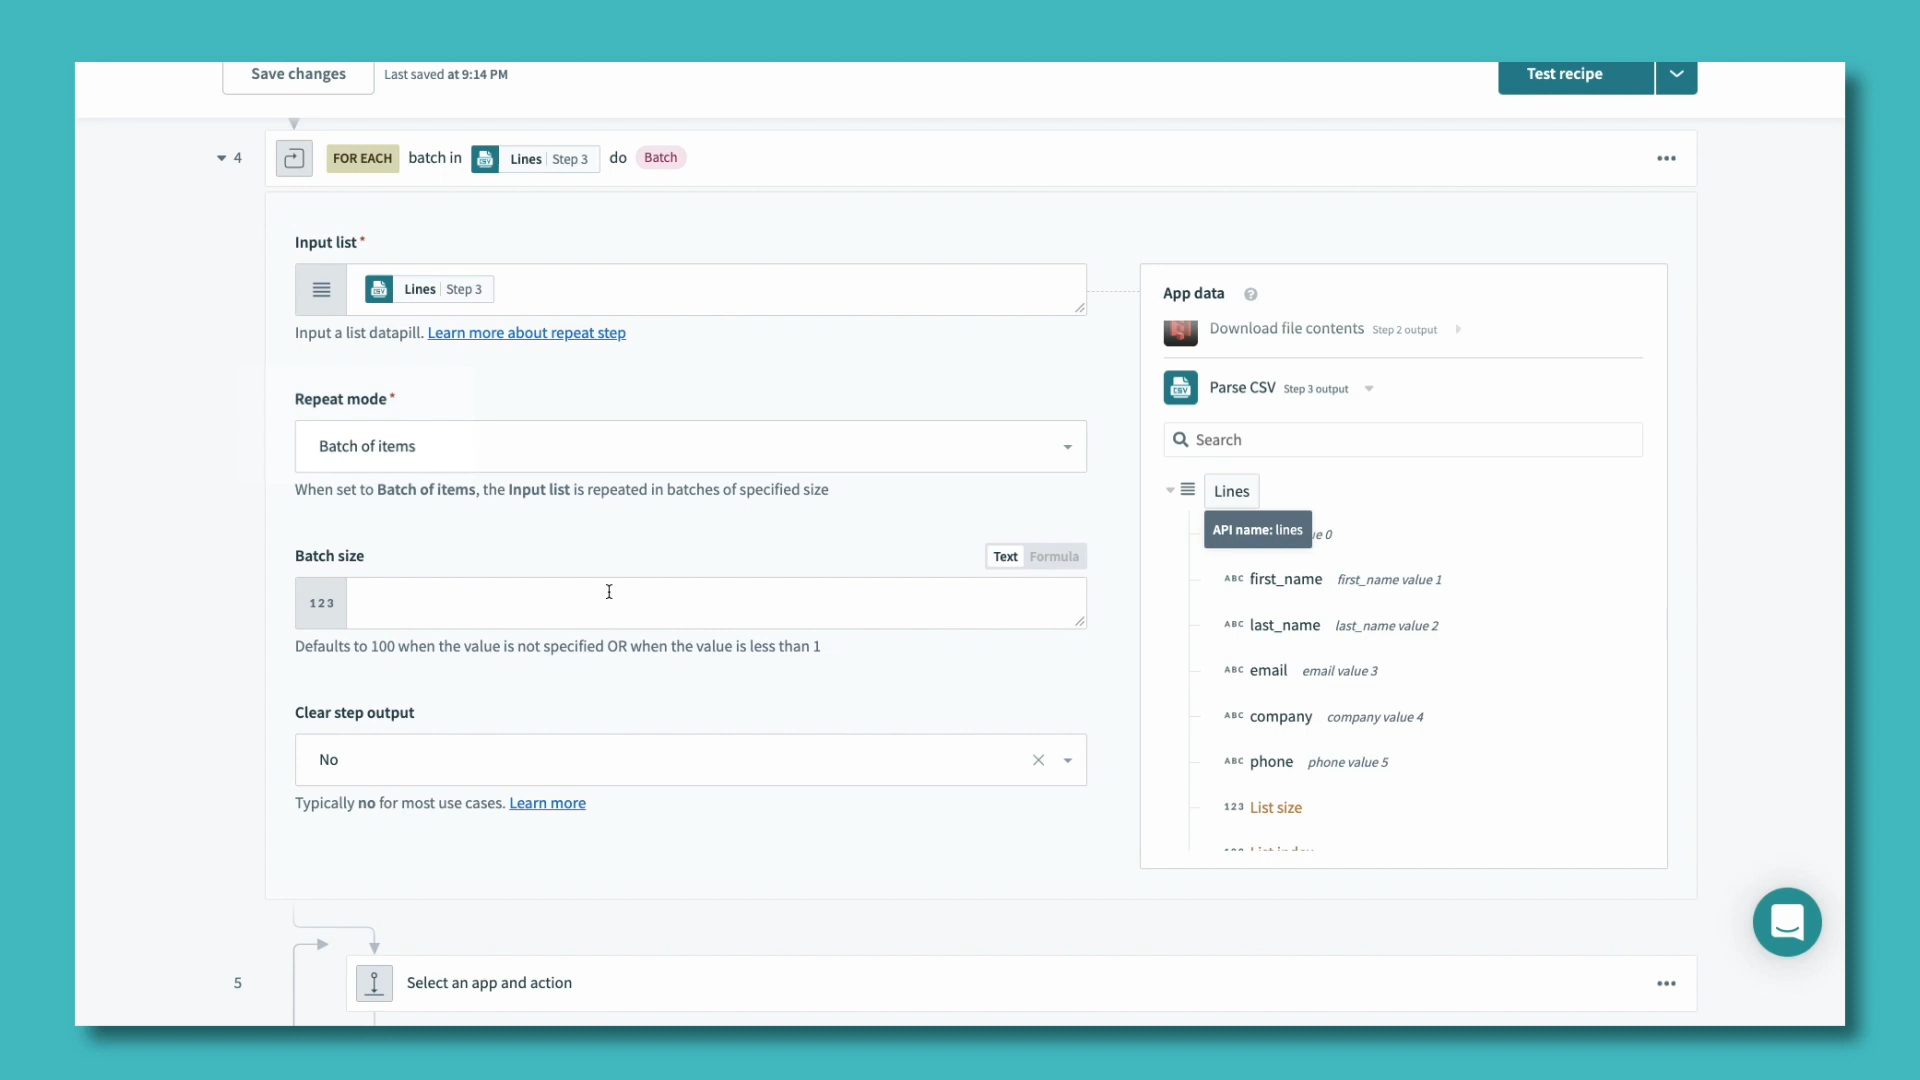 Save changes
Last saved at 9:14 PM
Test recipe
4
FOR EACH batch in CSV Lines Step 3 do Batch
Input list*
CSV Lines Step 3
Input a list datapill. Learn more about repeat step
Repeat mode*
Batch of items
When set to Batch of items, the Input list is repeated in batches of specified size
Batch size
Text Formula
123
Defaults to 100 when the value is not specified OR when the value is less than 1
Clear step output
No
Typically no for most use cases. Learn more
App data ?
Download file contents Step 2 output
CSV Parse CSV Step 3 output
Search
Lines
API name: lines
0
ABC first_name first_name value 1
ABC last_name last_name value 2
ABC email email value 3
ABC company company value 4
ABC phone phone value 5
123 List size
5
Select an app and action